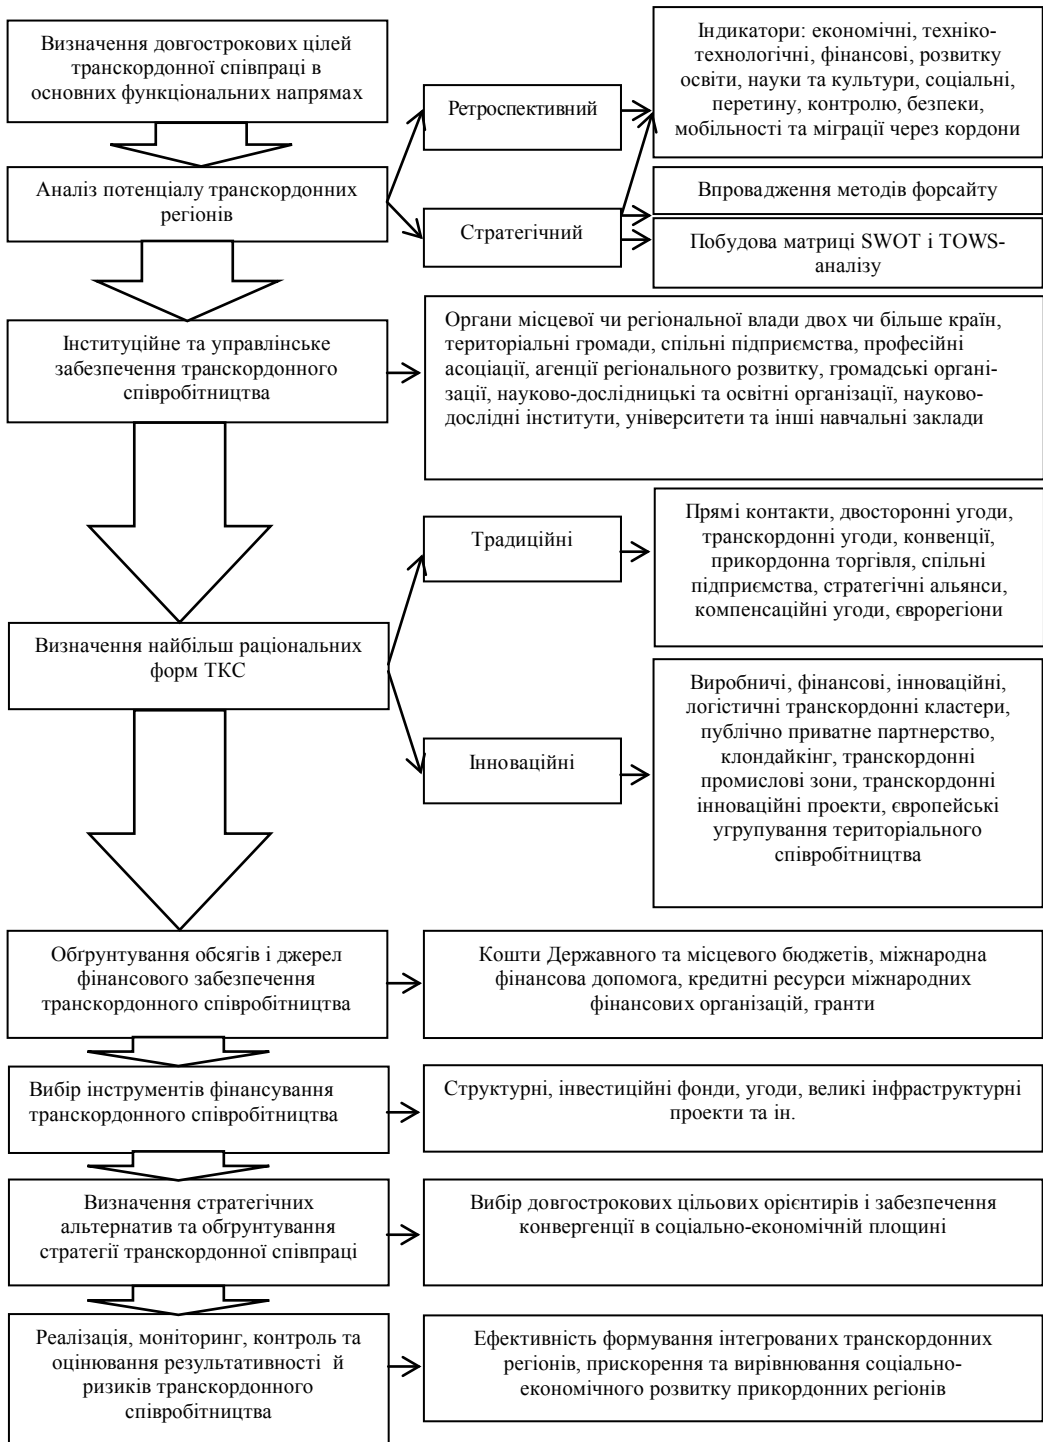 Визначення довгострокових цілей
транскордонної співпраці в
основних функціональних напрямах
Індикатори: економічні, техніко-
технологічні, фінансові, розвитку
освіти, науки та культури, соціальні,
перетину, контролю, безпеки,
мобільності та міграції через кордони
Ретроспективний
Аналіз потенціалу транскордонних
регіонів
Стратегічний
Впровадження методів форсайту
Побудова матриці SWOT і TOWS-
аналізу
Інституційне та управлінське
забезпечення транскордонного
співробітництва
Органи місцевої чи регіональної влади двох чи більше країн,
територіальні громади, спільні підприємства, професійні
асоціації, агенції регіонального розвитку, громадські органі-
зації, науково-дослідницькі та освітні організації, науково-
дослідні інститути, університети та інші навчальні заклади
Традиційні
Прямі контакти, двосторонні угоди,
транскордонні угоди, конвенції,
прикордонна торгівля, спільні
підприємства, стратегічні альянси,
компенсаційні угоди, єврорегіони
Визначення найбільш раціональних
форм ТКС
Інноваційні
Виробничі, фінансові, інноваційні,
логістичні транскордонні кластери,
публічно приватне партнерство,
клондайкінг, транскордонні
промислові зони, транскордонні
інноваційні проекти, європейські
угрупування територіального
співробітництва
Обґрунтування обсягів і джерел
фінансового забезпечення
транскордонного співробітництва
Кошти Державного та місцевого бюджетів, міжнародна
фінансова допомога, кредитні ресурси міжнародних
фінансових організацій, гранти
Вибір інструментів фінансування
транскордонного співробітництва
Структурні, інвестиційні фонди, угоди, великі інфраструктурні
проекти та ін.
Визначення стратегічних
альтернатив та обґрунтування
стратегії транскордонної співпраці
Вибір довгострокових цільових орієнтирів і забезпечення
конвергенції в соціально-економічній площині
Реалізація, моніторинг, контроль та
оцінювання результативності й
ризиків транскордонного
співробітництва
Ефективність формування інтегрованих транскордонних
регіонів, прискорення та вирівнювання соціально-
економічного розвитку прикордонних регіонів